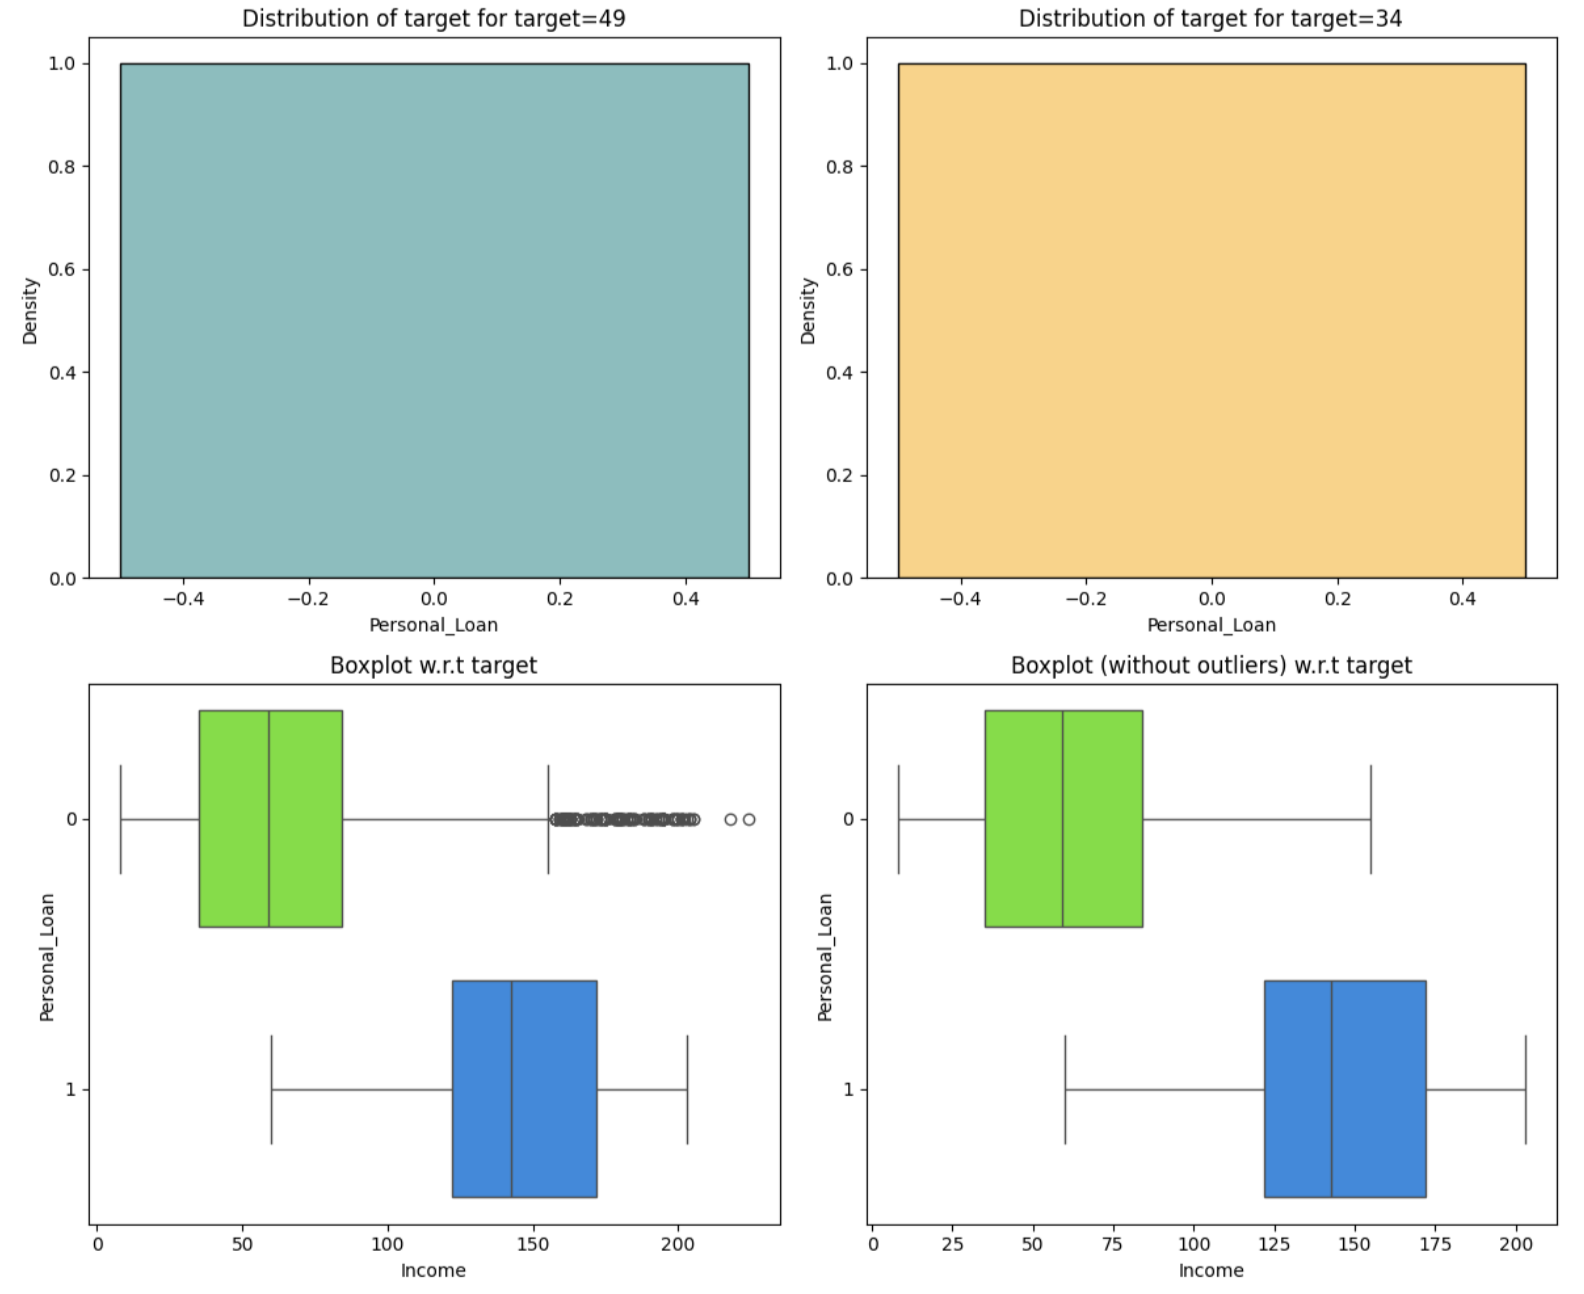 Distribution of target for target=49
1.0
0.8
0.6
0.4
0.2
0.0
Density
−0.4 −0.2 0.0 0.2 0.4
Personal_Loan
Distribution of target for target=34
1.0
0.8
0.6
0.4
0.2
0.0
Density
−0.4 −0.2 0.0 0.2 0.4
Personal_Loan
Boxplot w.r.t target
0
1
Personal_Loan
0 50 100 150 200
Income
Boxplot (without outliers) w.r.t target
0
1
Personal_Loan
0 25 50 75 100 125 150 175 200
Income